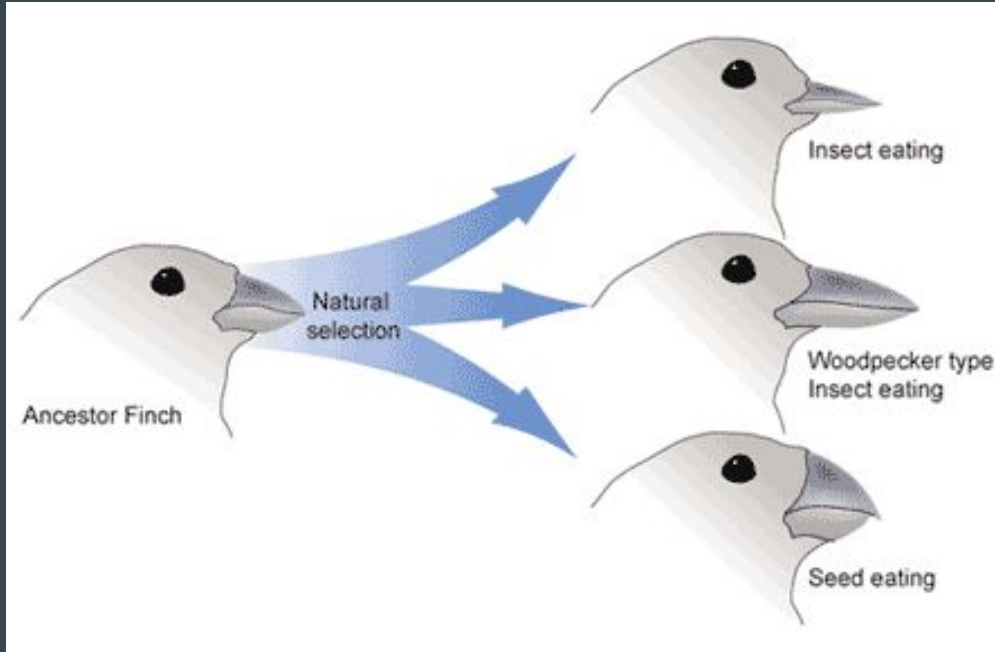 Insect eating
Natural
selection
Woodpecker type
Insect eating
Ancestor Finch
Seed eating